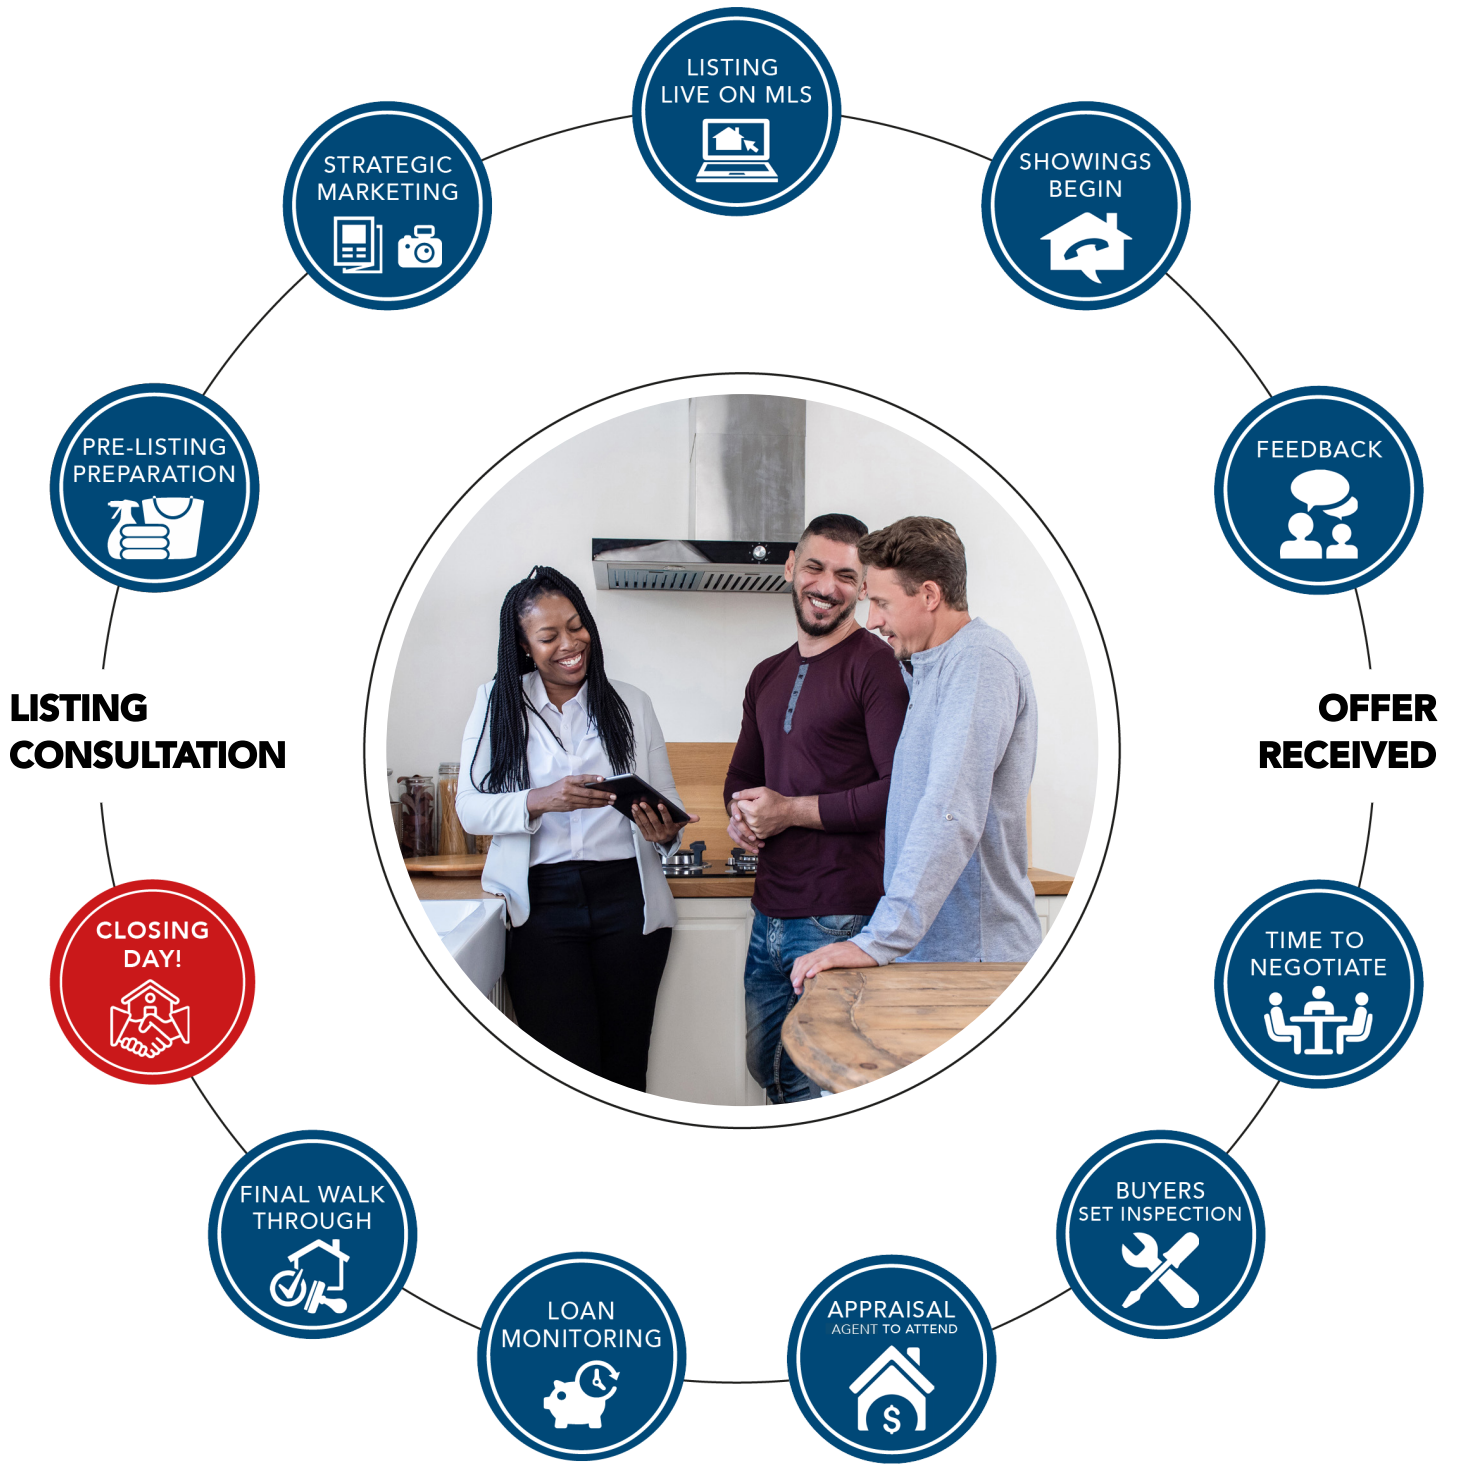 LISTING
CONSULTATION
PRE-LISTING
PREPARATION
STRATEGIC
MARKETING
LISTING
LIVE ON MLS
SHOWINGS
BEGIN
FEEDBACK
OFFER
RECEIVED
TIME TO
NEGOTIATE
BUYERS
SET INSPECTION
APPRAISAL
AGENT TO ATTEND
LOAN
MONITORING
FINAL WALK
THROUGH
CLOSING
DAY!